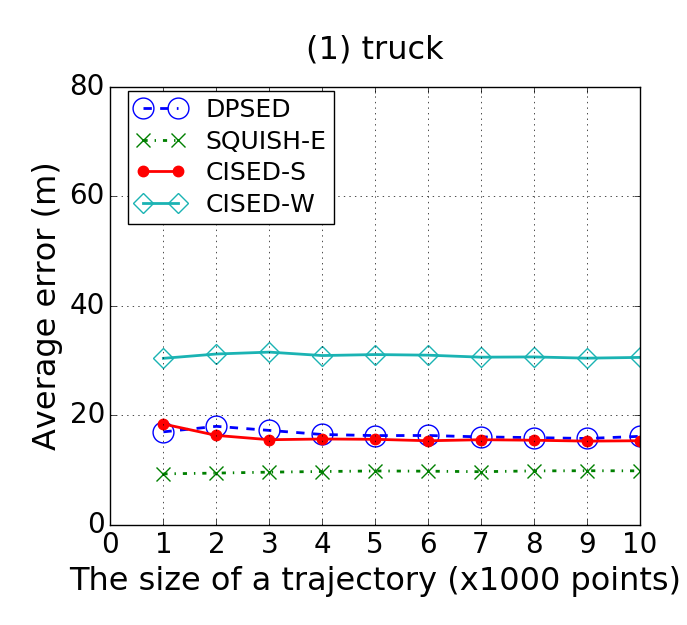 (1) truck
80
60
40
20
0
Average error (m)
DPSED
SQUISH-E
CISED-S
CISED-W
0 1 2 3 4 5 6 7 8 9 10
The size of a trajectory (x1000 points)